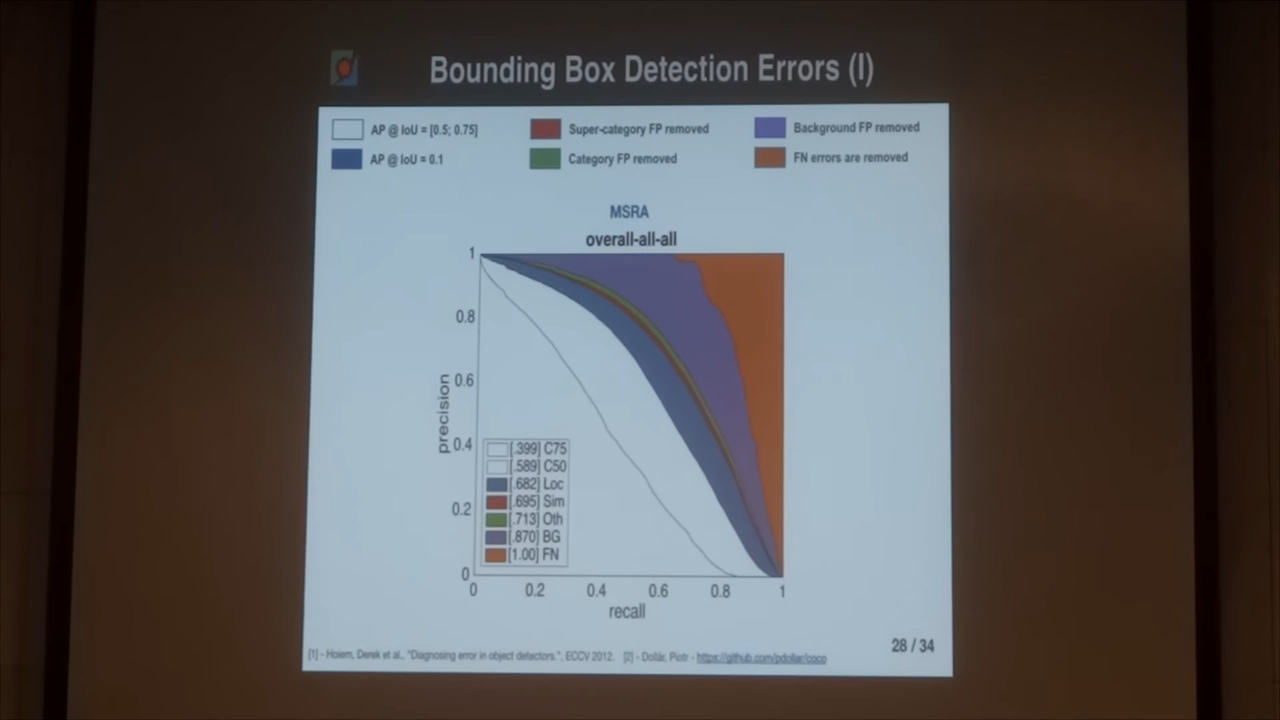 Bounding Box Detection Errors (I)
AP @ IoU = [0.5; 0.75]
Super-category FP removed
Background FP removed
AP @ IoU = 0.1
Category FP removed
FN errors are removed
MSRA
overall-all-all
1
0.8
0.6
0.4
0.2
0
precision
[.399] C75
[.589] C50
[.682] Loc
[.695] Sim
[.713] Oth
[.870] BG
[1.00] FN
0 0.2 0.4 0.6 0.8 1
recall
28 / 34
[1] - Hoiem, Derek et al., "Diagnosing error in object detectors.", ECCV 2012. [2] - Dollár, Piotr - https://github.com/pdollar/coco